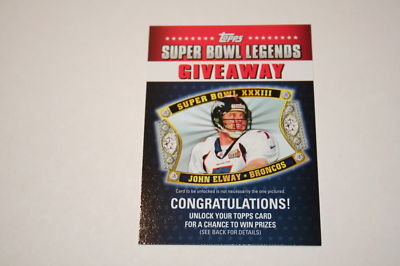 Topps
SUPER BOWL LEGENDS
GIVEAWAY
SUPER BOWL XXXIII
7
JOHN ELWAY • BRONCOS
Card to be unlocked is not necessarily the one pictured.
CONGRATULATIONS!
UNLOCK YOUR TOPPS CARD
FOR A CHANCE TO WIN PRIZES
(SEE BACK FOR DETAILS)